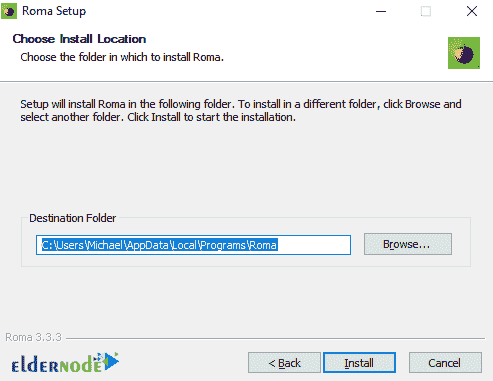 Roma Setup
Choose Install Location
Choose the folder in which to install Roma.
Setup will install Roma in the following folder. To install in a different folder, click Browse and
select another folder. Click Install to start the installation.
Destination Folder
C:\Users\Michael\AppData\Local\Programs\Roma
Browse...
Roma 3.3.3
eldernode
< Back
Install
Cancel